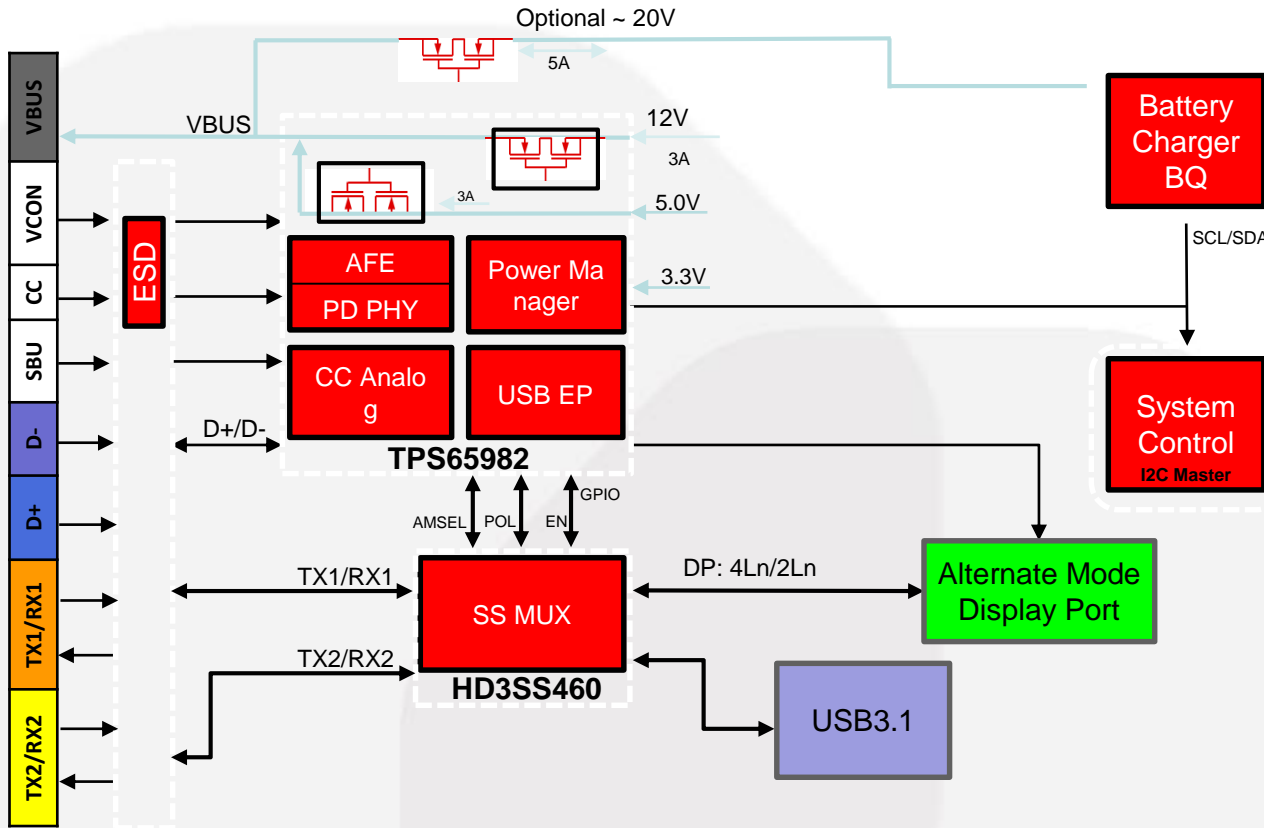 Optional ~ 20V
5A
VBUS
VBUS
12V
3A
3A
5.0V
Battery
Charger
BQ
VCON
CC
SBU
D-
D+
TX1/RX1
TX2/RX2
ESD
AFE
PD PHY
Power Ma
nager
3.3V
SCL/SDA
CC Analo
g
USB EP
D+/D-
TPS65982
System
Control
I2C Master
AMSEL
POL
EN
GPIO
TX1/RX1
SS MUX
DP: 4Ln/2Ln
Alternate Mode
Display Port
TX2/RX2
HD3SS460
USB3.1